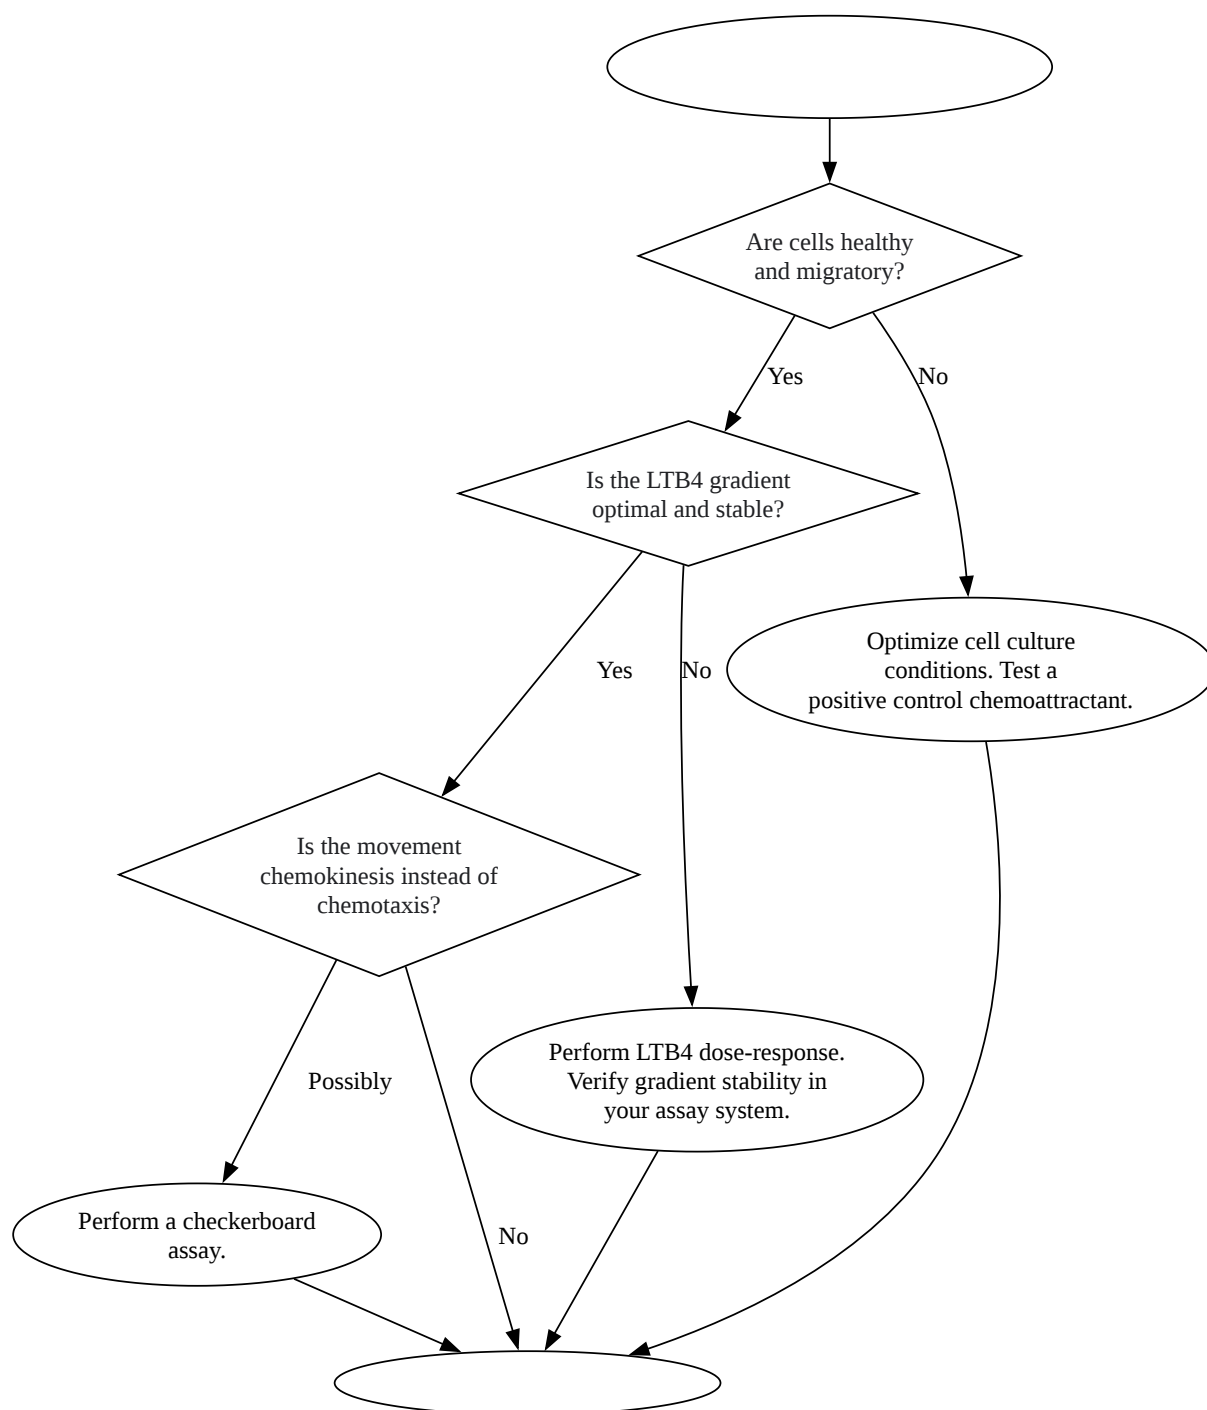 Are cells healthy
and migratory?
Yes
No
Is the LTB4 gradient
optimal and stable?
Optimize cell culture
conditions. Test a
positive control chemoattractant.
Yes
No
Is the movement
chemokinesis instead of
chemotaxis?
Perform LTB4 dose-response.
Verify gradient stability in
your assay system.
Possibly
No
Perform a checkerboard
assay.